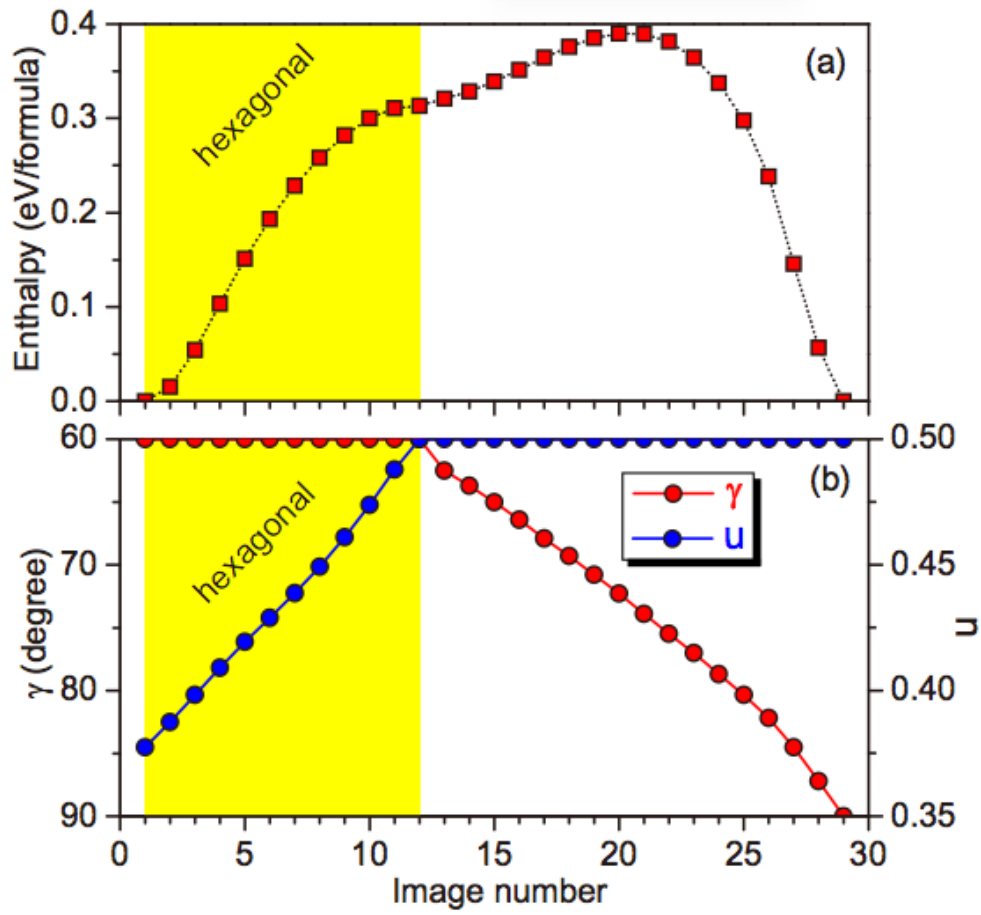 0.4
0.3
0.2
0.1
0.0
Enthalpy (eV/formula)
hexagonal
(a)
60
70
80
90
γ (degree)
hexagonal
(b)
γ
u
0.50
0.45
0.40
0.35
u
0 5 10 15 20 25 30
Image number